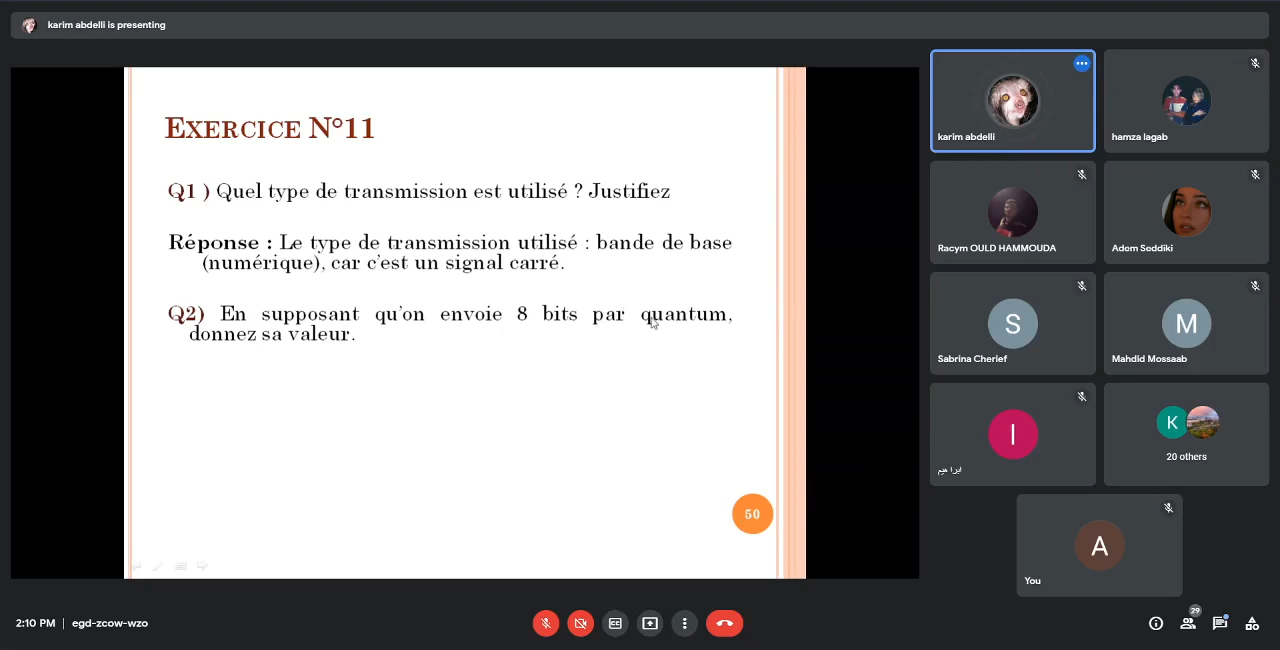 karim abdelli is presenting
EXERCICE N°11
Q1 ) Quel type de transmission est utilisé ? Justifiez
Réponse : Le type de transmission utilisé : bande de base
(numérique), car c'est un signal carré.
Q2) En supposant qu'on envoie 8 bits par quantum,
donnez sa valeur.
50
karim abdelli
hamza lagab
Racym OULD HAMMOUDA
Adem Seddiki
S
Sabrina Cherief
M
Mahdid Mossaab
I
ابراهيم
K
20 others
A
You
2:10 PM | egd-zcow-wzo
29